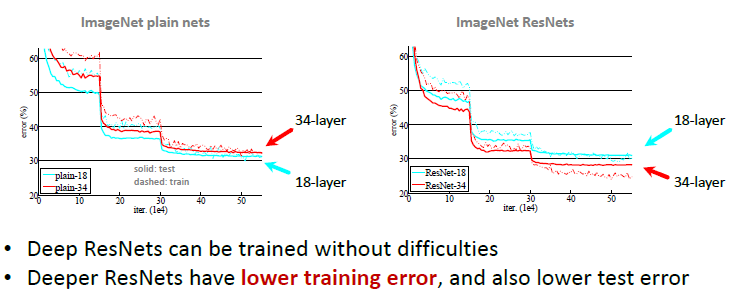 ImageNet plain nets
60
50
40
30
20
error (%)
plain-18
plain-34
solid: test
dashed: train
0
10
20
30
40
50
iter. (1e4)
34-layer
18-layer
ImageNet ResNets
60
50
40
30
20
error (%)
ResNet-18
ResNet-34
0
10
20
30
40
50
iter. (1e4)
18-layer
34-layer
• Deep ResNets can be trained without difficulties
• Deeper ResNets have lower training error, and also lower test error